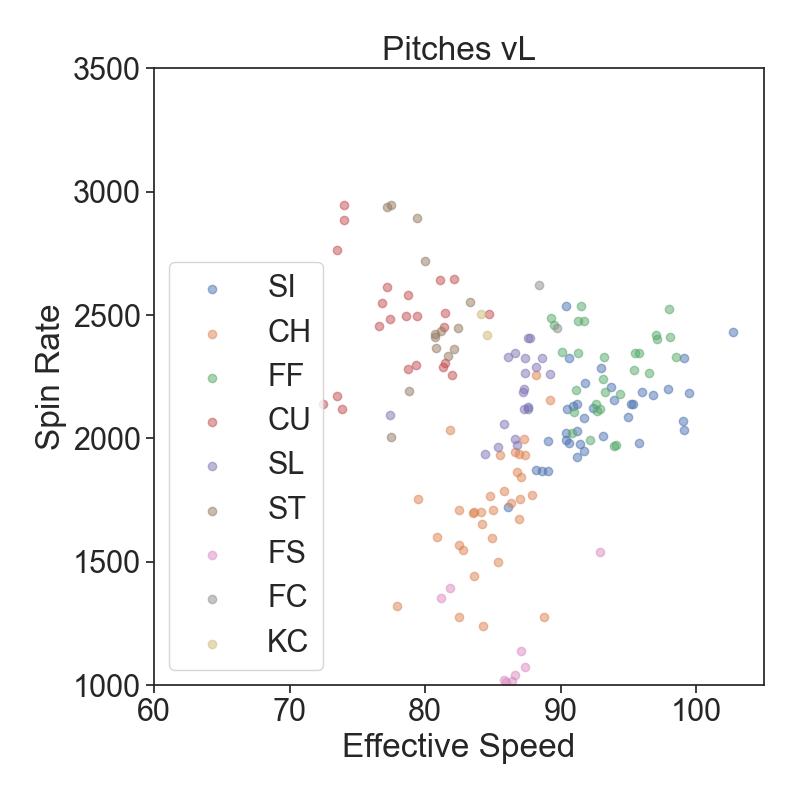 Pitches vL
3500
3000
2500
2000
1500
1000
Spin Rate
SI
CH
FF
CU
SL
ST
FS
FC
KC
60 70 80 90 100
Effective Speed